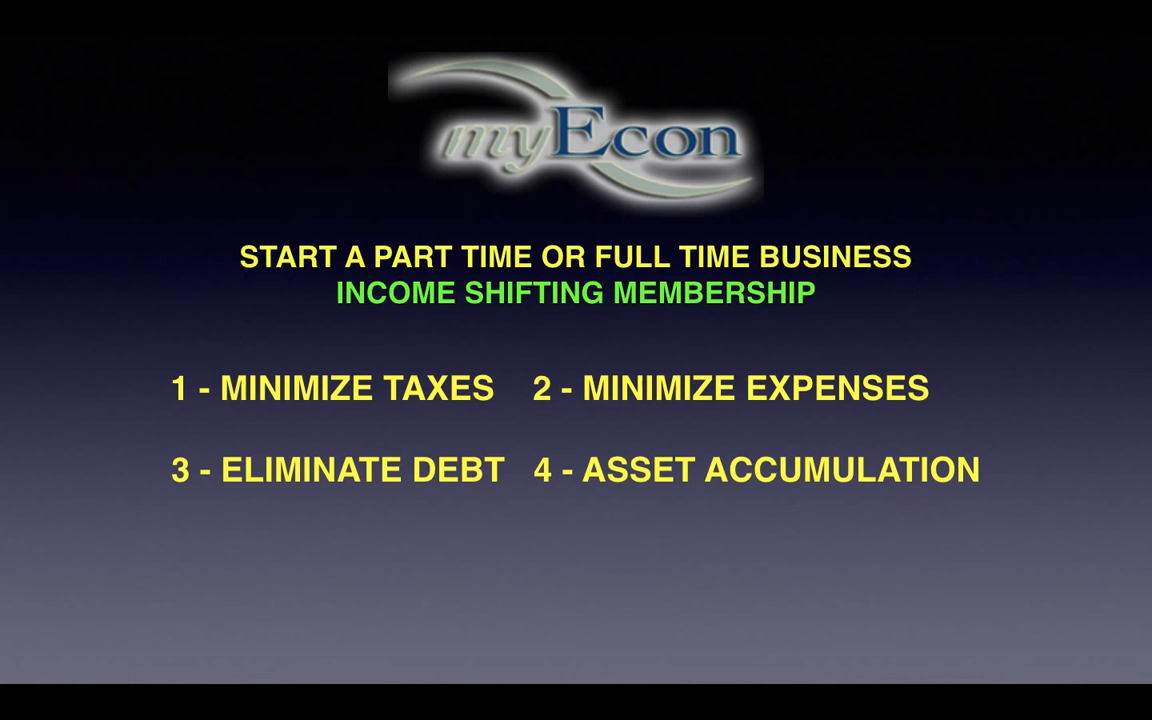 myEcon
START A PART TIME OR FULL TIME BUSINESS
INCOME SHIFTING MEMBERSHIP
1 - MINIMIZE TAXES 2 - MINIMIZE EXPENSES
3 - ELIMINATE DEBT 4 - ASSET ACCUMULATION